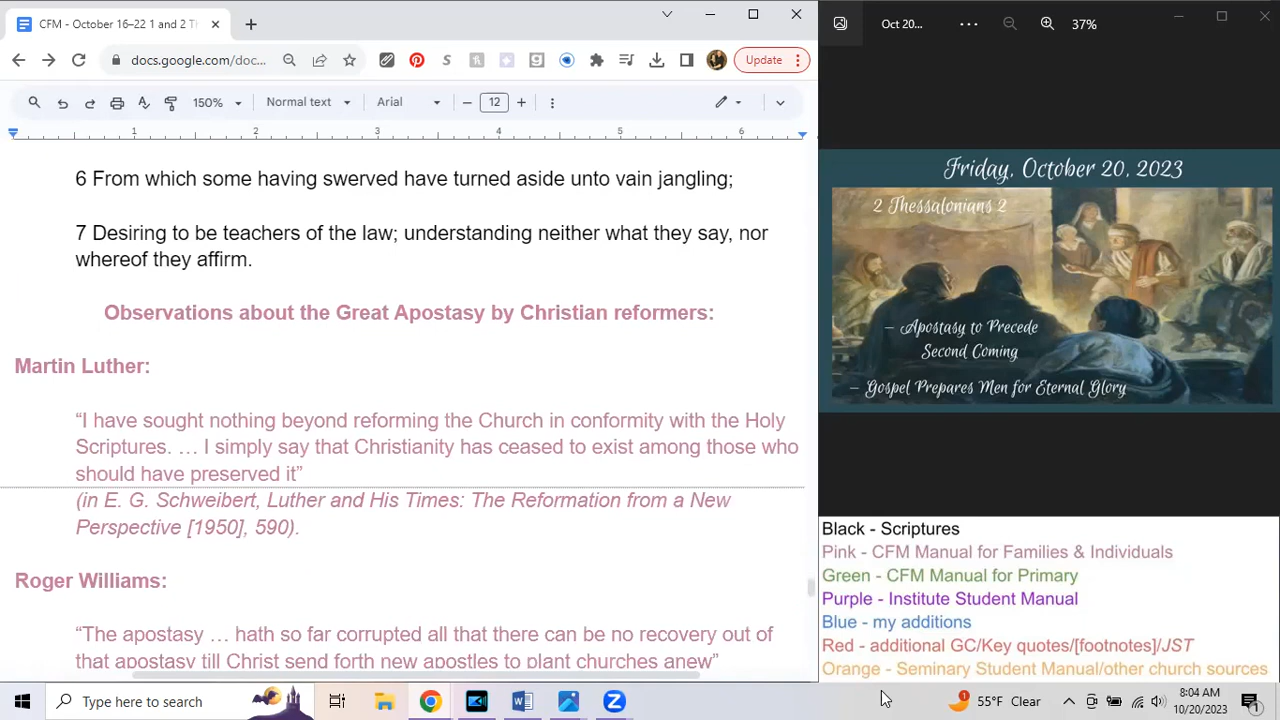 CFM - October 16–22 1 and 2 Th
docs.google.com/doc...
Update
150%
Normal text
Arial
12
1
2
3
4
5
6
6 From which some having swerved have turned aside unto vain jangling;
7 Desiring to be teachers of the law; understanding neither what they say, nor
whereof they affirm.
Observations about the Great Apostasy by Christian reformers:
Martin Luther:
“I have sought nothing beyond reforming the Church in conformity with the Holy
Scriptures. … I simply say that Christianity has ceased to exist among those who
should have preserved it”
(in E. G. Schweibert, Luther and His Times: The Reformation from a New
Perspective [1950], 590).
Roger Williams:
“The apostasy … hath so far corrupted all that there can be no recovery out of
that apostasy till Christ send forth new apostles to plant churches anew”
Oct 20...
37%
Friday, October 20, 2023
2 Thessalonians 2
– Apostasy to Precede
Second Coming
– Gospel Prepares Men for Eternal Glory
Black - Scriptures
Pink - CFM Manual for Families & Individuals
Green - CFM Manual for Primary
Purple - Institute Student Manual
Blue - my additions
Red - additional GC/Key quotes/[footnotes]/JST
Orange - Seminary Student Manual/other church sources
Type here to search
1
55°F Clear
8:04 AM
10/20/2023
1